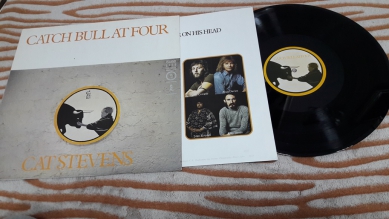 CATCH BULL AT FOUR
ON HIS HEAD
CAT STEVENS